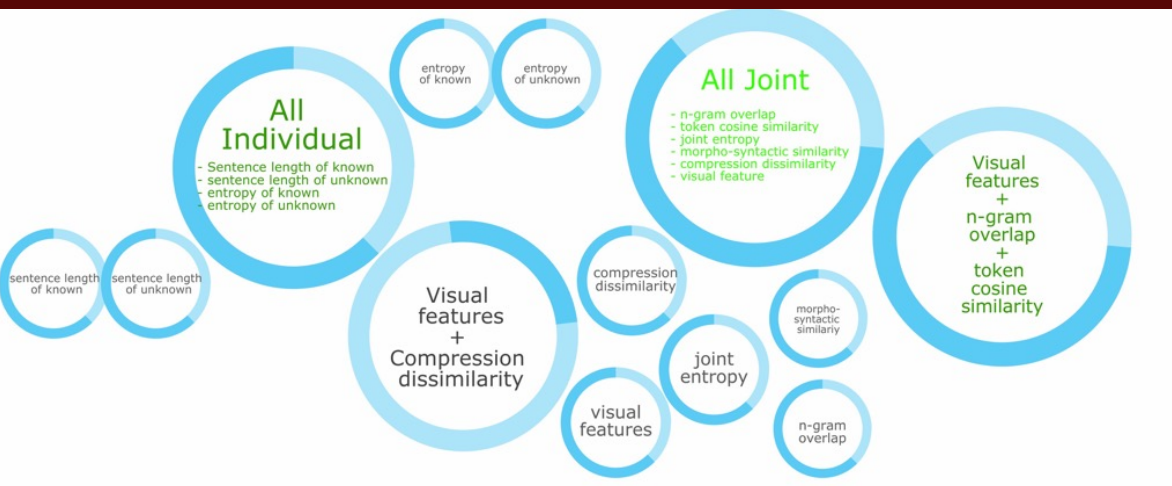 entropy
of known
entropy
of unknown
All
Individual
- Sentence length of known
- sentence length of unknown
- entropy of known
- entropy of unknown
All Joint
- n-gram overlap
- token cosine similarity
- joint entropy
- morpho-syntactic similarity
- compression dissimilarity
- visual feature
Visual
features
+
n-gram
overlap
+
token
cosine
similarity
sentence length
of known
sentence length
of unknown
Visual
features
+
Compression
dissimilarity
compression
dissimilarity
morpho-
syntactic
similariy
joint
entropy
visual
features
n-gram
overlap